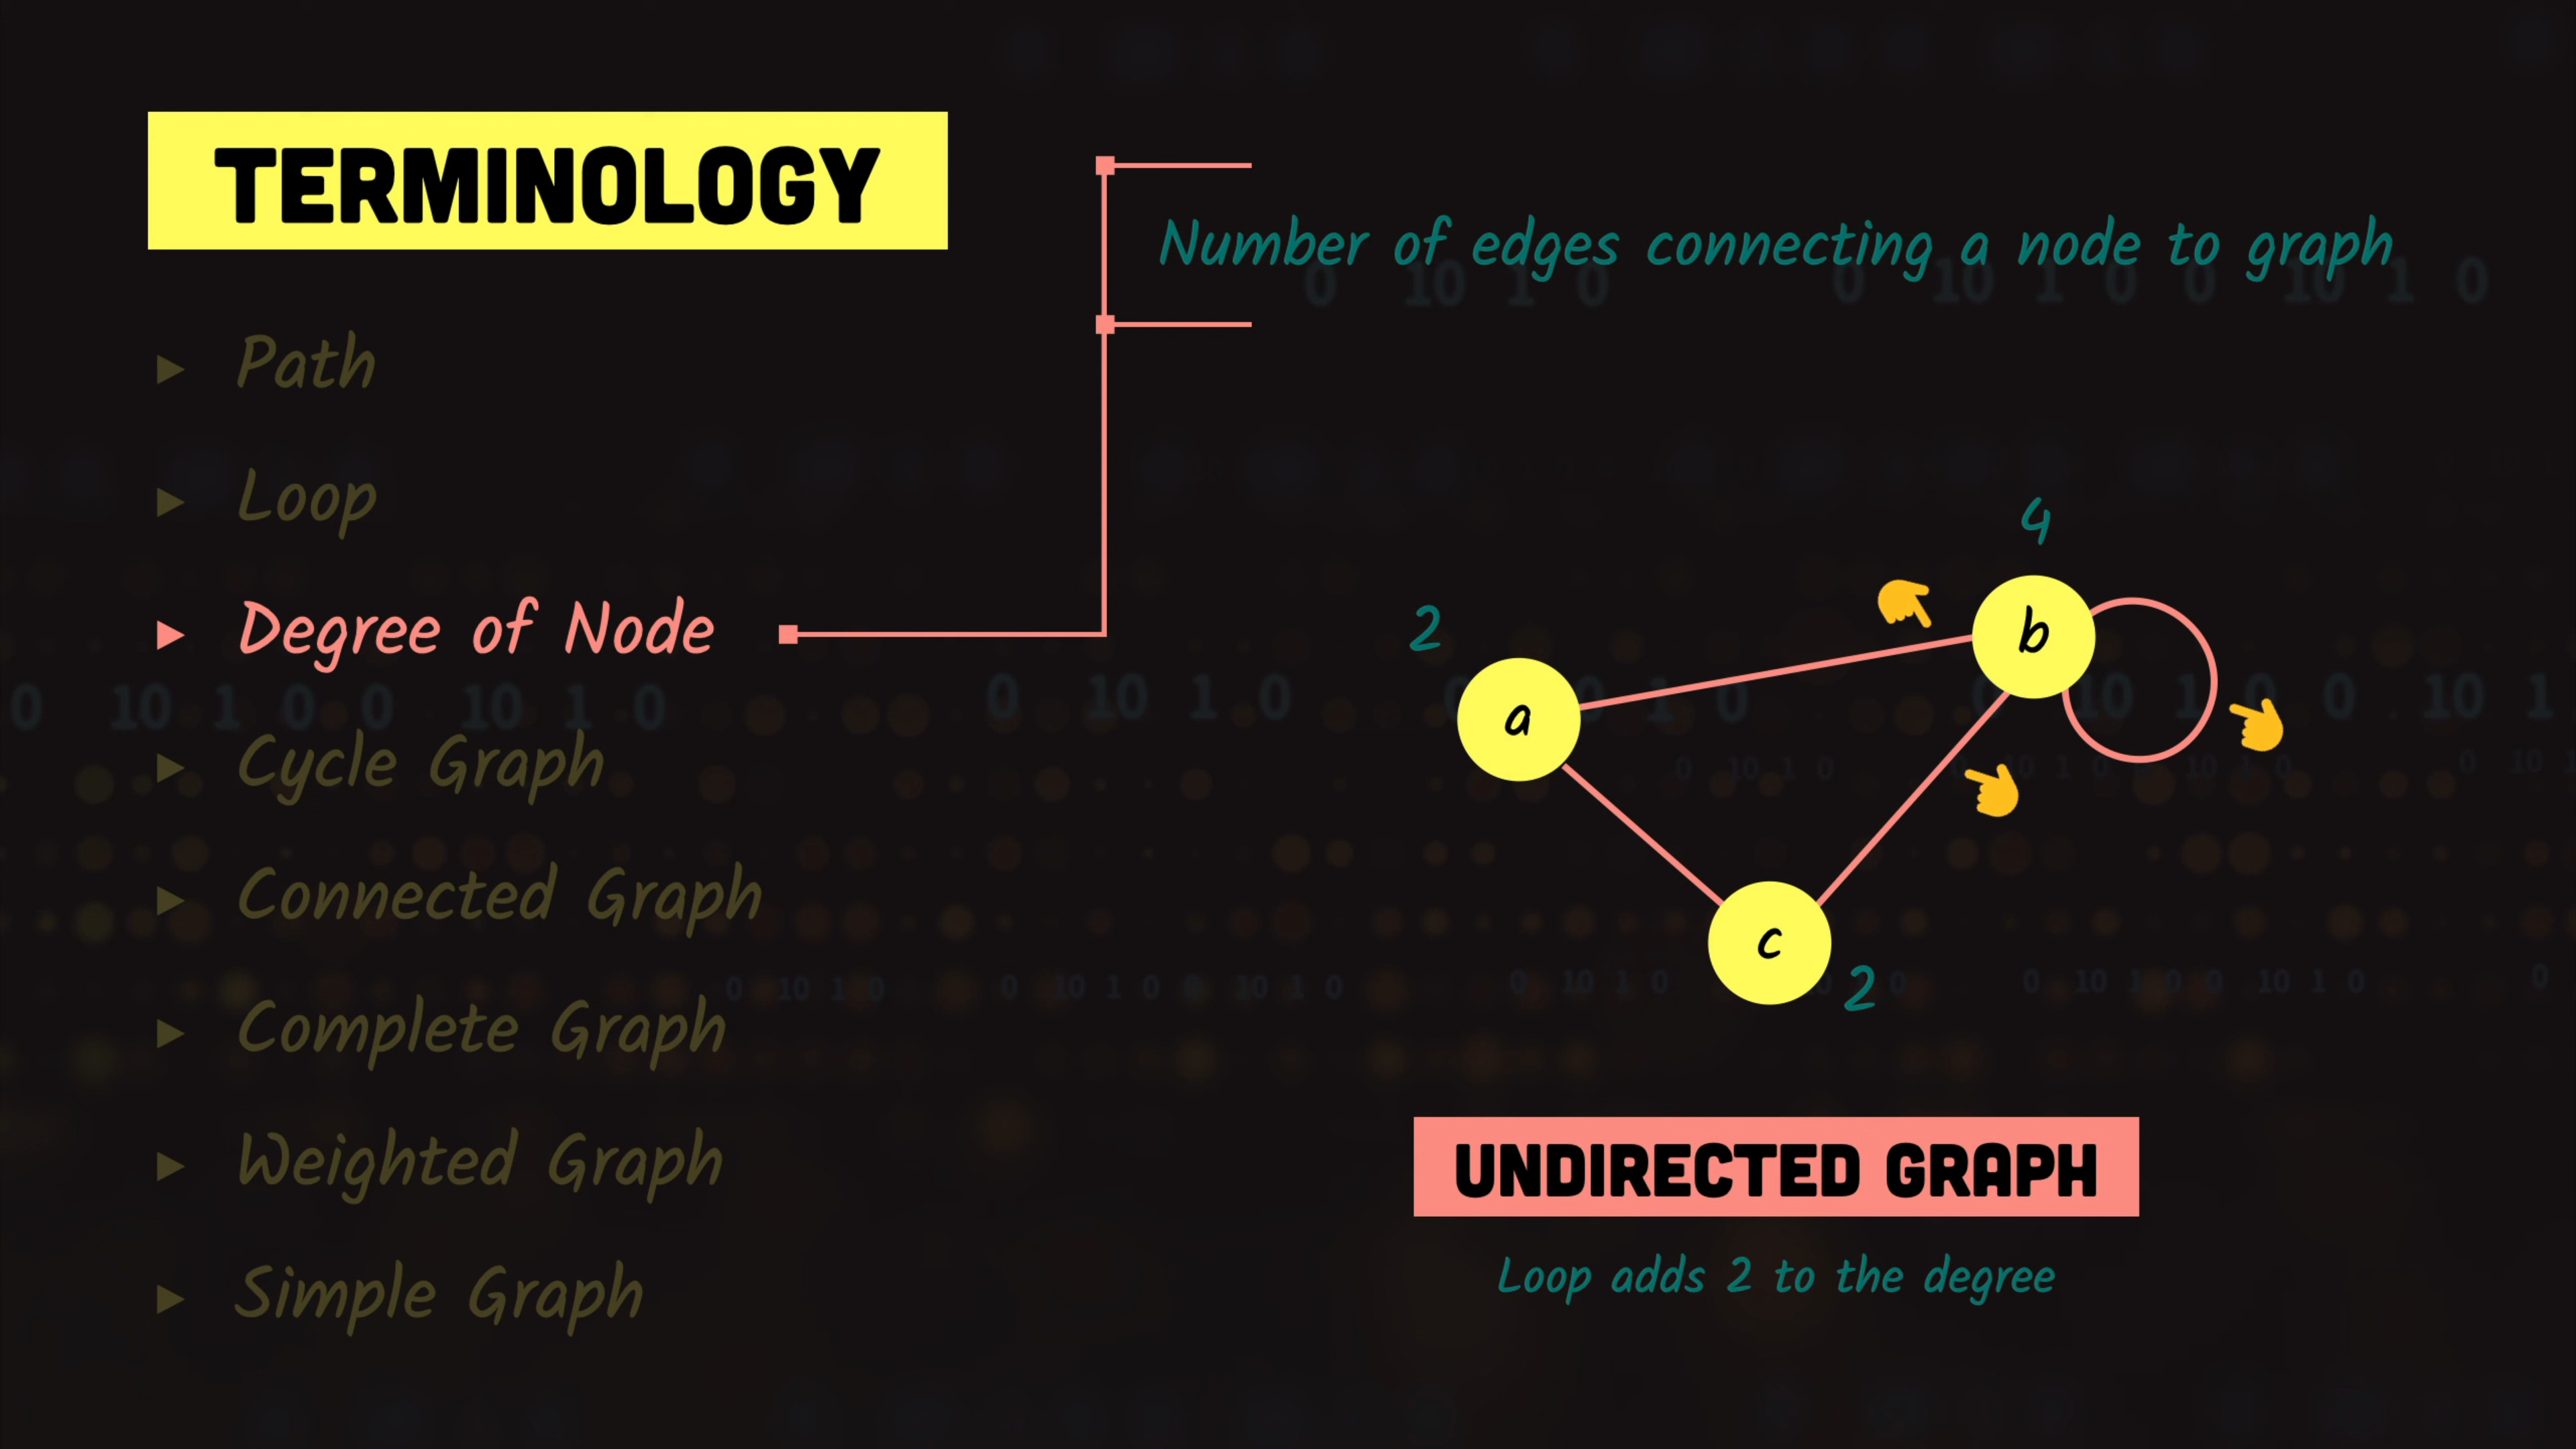 TERMINOLOGY
Number of edges connecting a node to graph
► Path
► Loop
► Degree of Node
► Cycle Graph
► Connected Graph
► Complete Graph
► Weighted Graph
► Simple Graph
4
2
b
a
c
2
UNDIRECTED GRAPH
Loop adds 2 to the degree